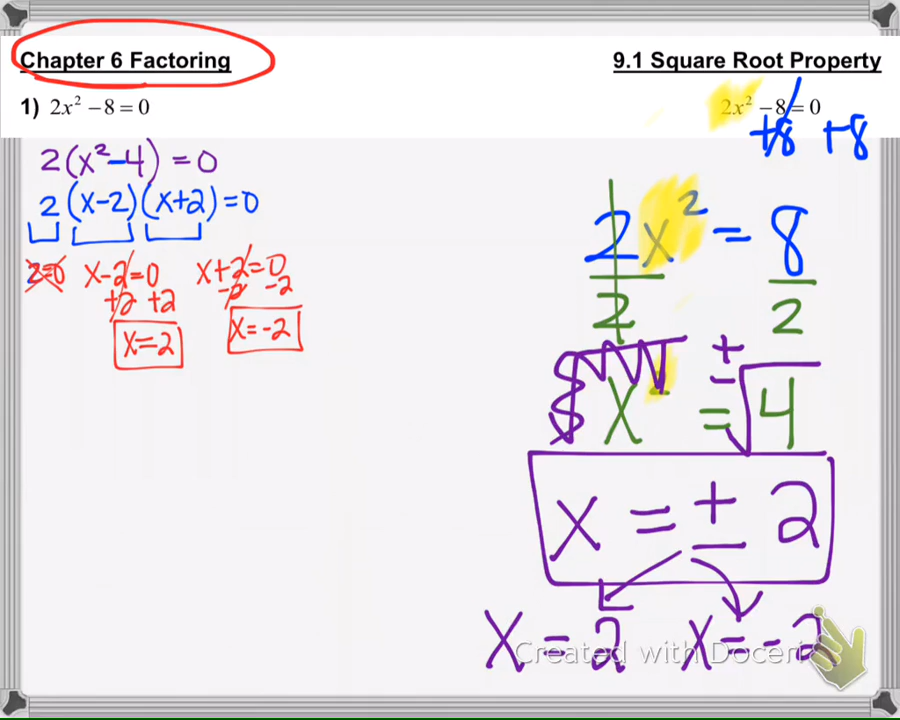 Chapter 6 Factoring
1) 2x² – 8 = 0
2(x²–4) = 0
2(x–2)(x+2) = 0
2=0 x–2=0 x+2=0
+2 +2 -2 -2
x=2 x=-2
9.1 Square Root Property
2x² – 8 = 0
+8 +8
2x² = 8
2 2
√x² = ±√4
x = ± 2
x = 2 x = -2
Created with Doceri